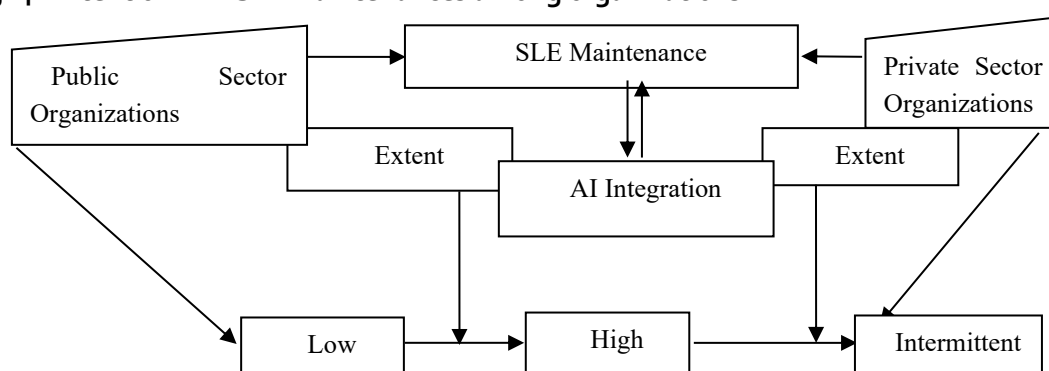 SLE Maintenance
Public Sector
Organizations
Private Sector
Organizations
Extent
Extent
AI Integration
Low
High
Intermittent